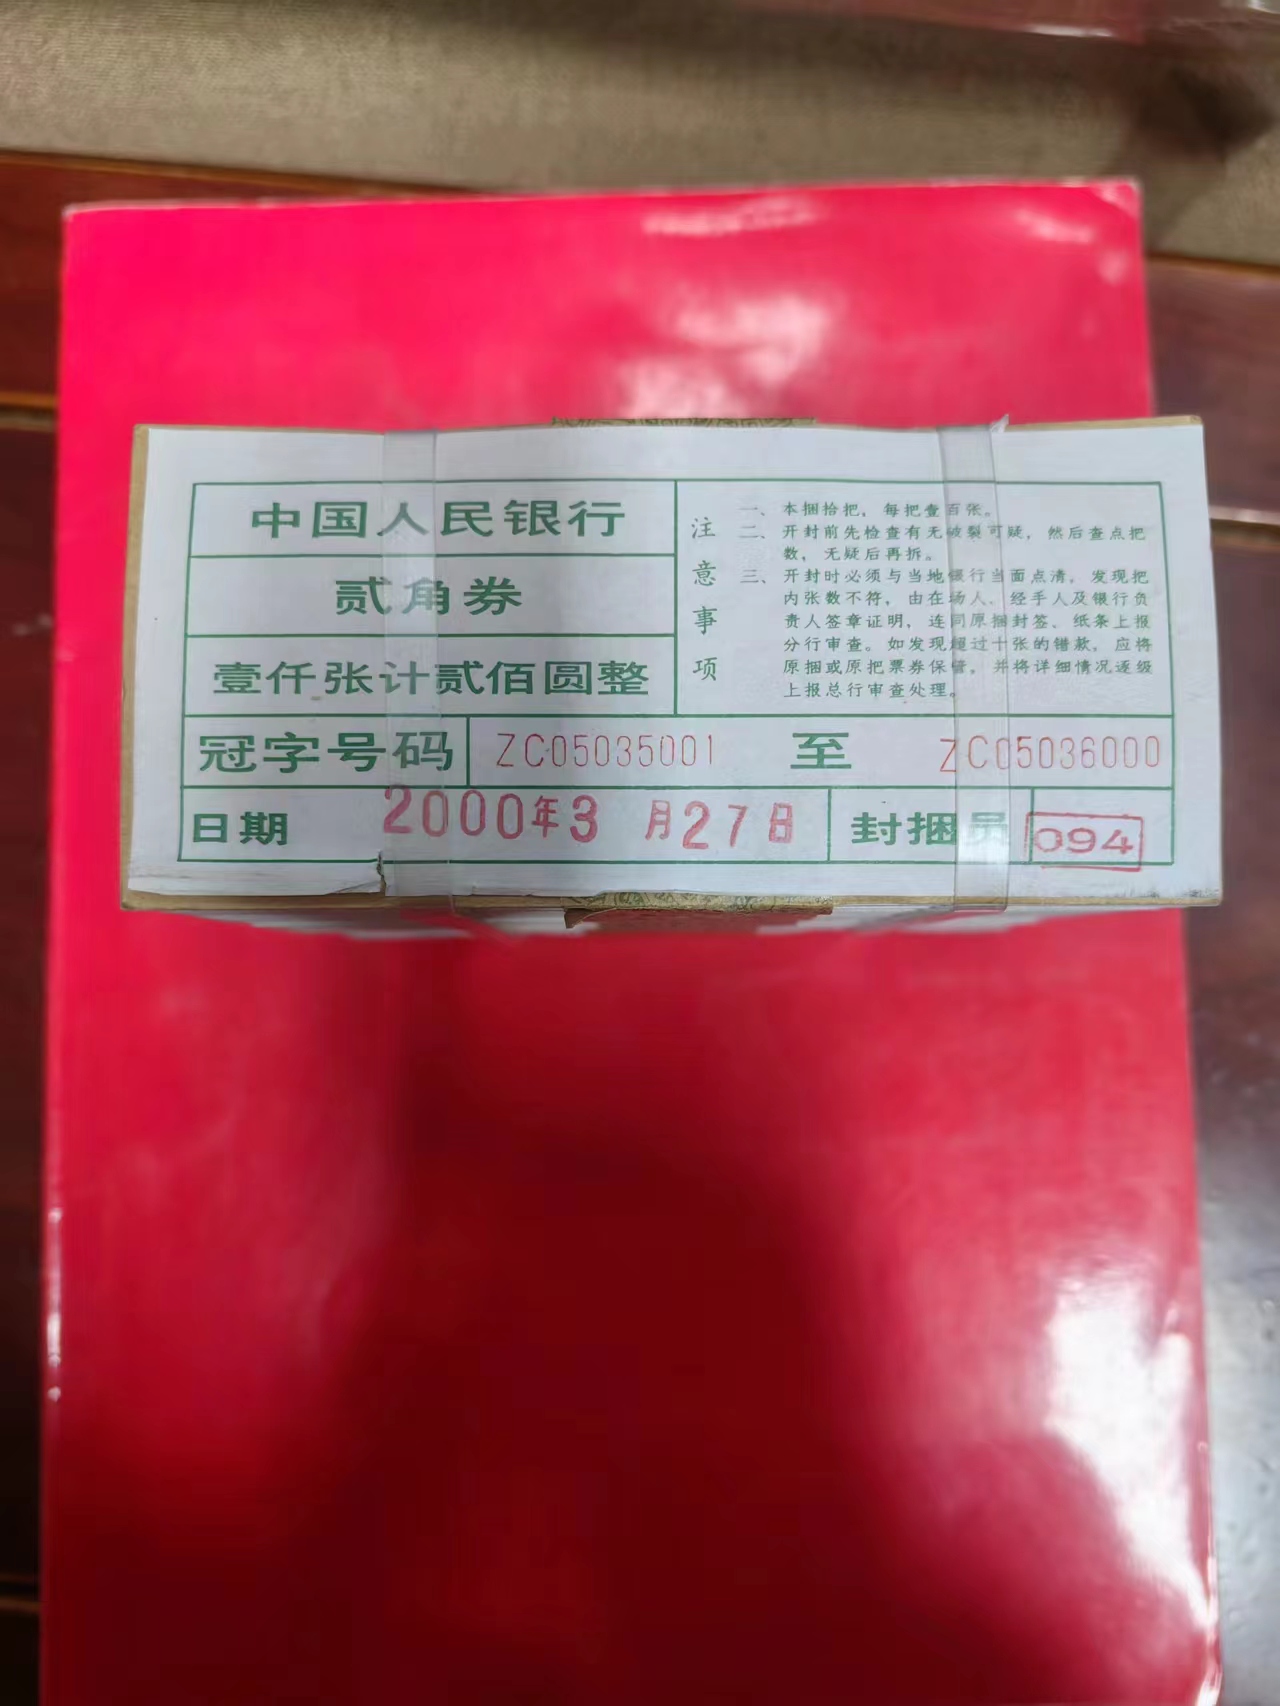 中国人民银行
贰角券
壹仟张计贰佰圆整
注意事项
一、本捆拾把，每把壹百张。
二、开封前先检查有无破裂可疑，然后查点把
数，无疑后再拆。
三、开封时必须与当地银行当面点清，发现把
内张数不符，由在场人、经手人及银行负
责人签章证明，连同原捆封签、纸条上报
分行审查。如发现超过十张的错款，应将
原捆或原把票券保管，并将详细情况逐级
上报总行审查处理。
冠字号码 ZC05035001 至 ZC05036000
日期 2000年3月27日 封捆员 094